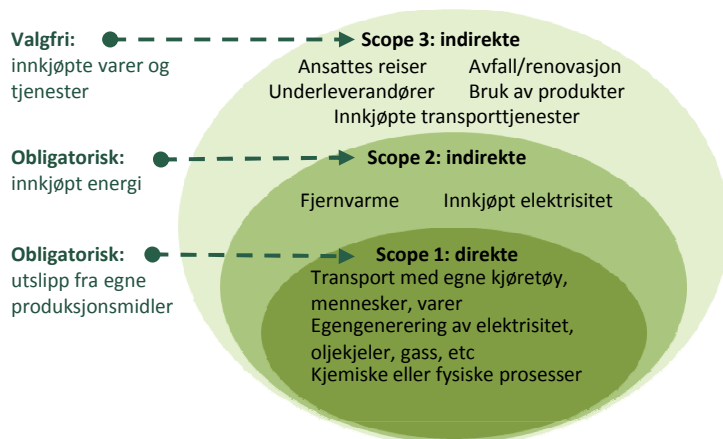 Valgfri:
innkjøpte varer og
tjenester
Scope 3: indirekte
Ansattes reiser Avfall/renovasjon
Underleverandører Bruk av produkter
Innkjøpte transporttjenester
Obligatorisk:
innkjøpt energi
Scope 2: indirekte
Fjernvarme Innkjøpt elektrisitet
Obligatorisk:
utslipp fra egne
produksjonsmidler
Scope 1: direkte
Transport med egne kjøretøy,
mennesker, varer
Egengenerering av elektrisitet,
oljekjeler, gass, etc
Kjemiske eller fysiske prosesser